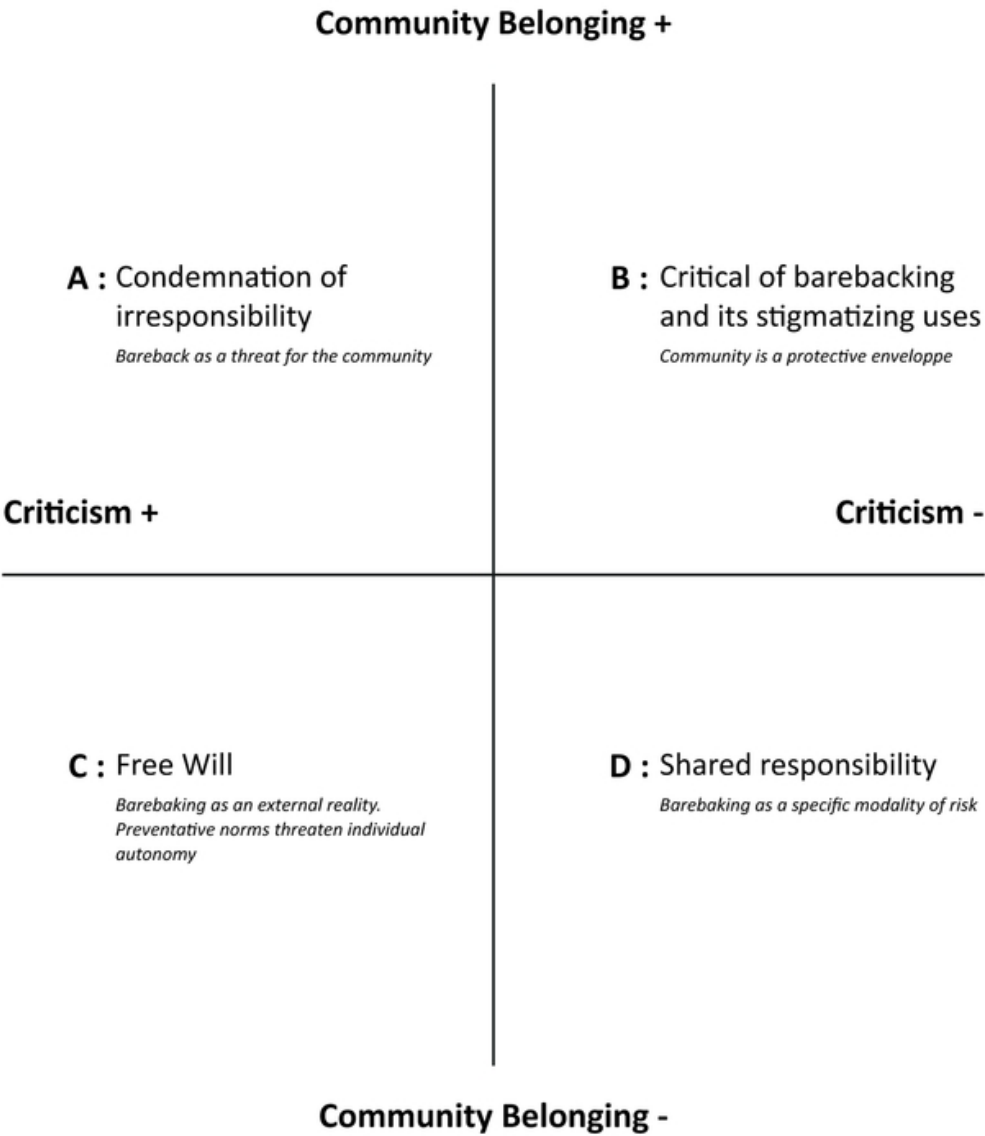 Community Belonging +
A : Condemnation of
irresponsibility
Bareback as a threat for the community
B : Critical of barebacking
and its stigmatizing uses
Community is a protective enveloppe
Criticism +
Criticism -
C : Free Will
Barebaking as an external reality.
Preventative norms threaten individual
autonomy
D : Shared responsibility
Barebaking as a specific modality of risk
Community Belonging -